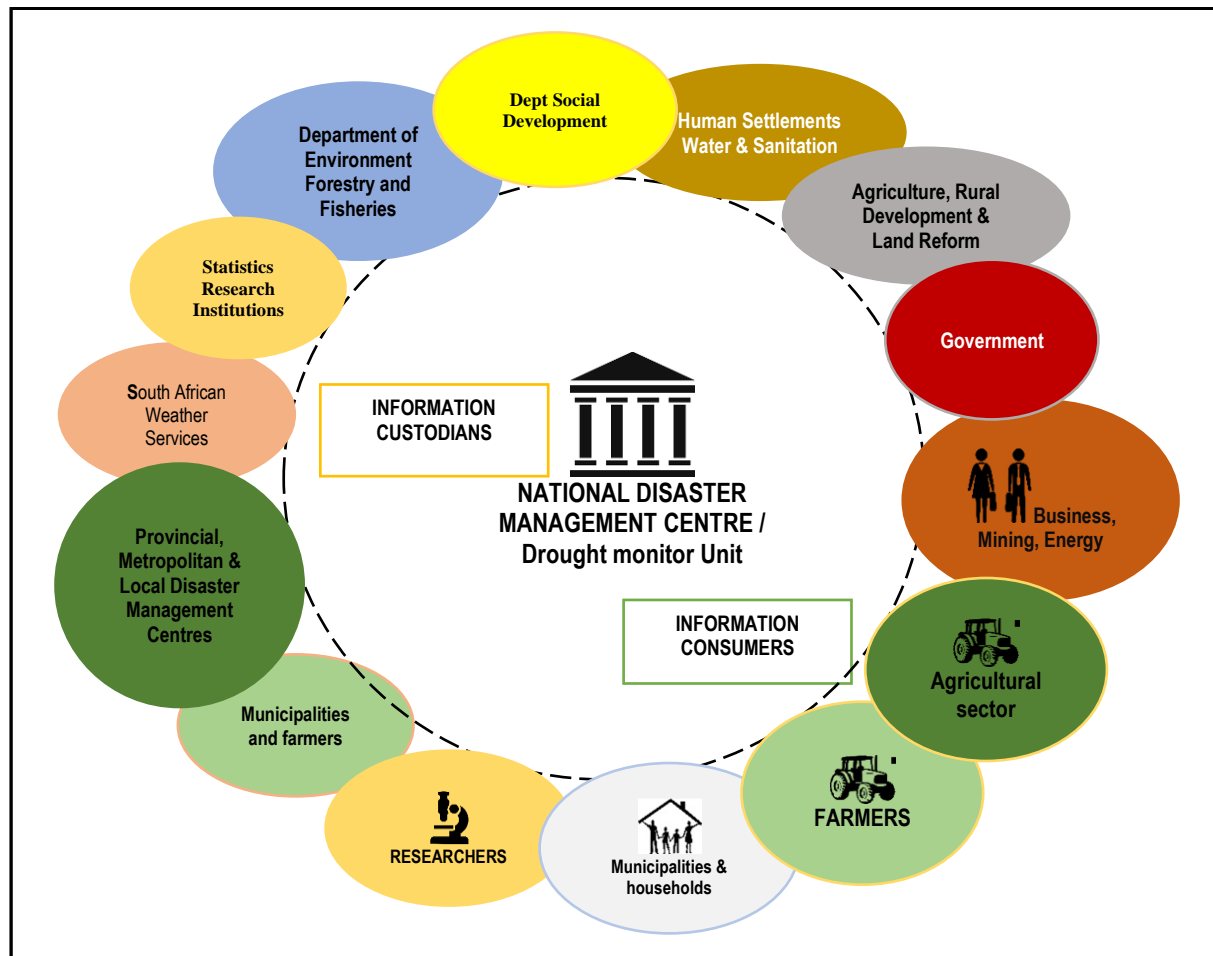 Dept Social
Development
Human Settlements
Water & Sanitation
Department of
Environment
Forestry and
Fisheries
Agriculture, Rural
Development &
Land Reform
Statistics
Research
Institutions
Government
South African
Weather
Services
INFORMATION
CUSTODIANS
NATIONAL DISASTER
MANAGEMENT CENTRE /
Drought monitor Unit
Business,
Mining, Energy
Provincial,
Metropolitan &
Local Disaster
Management
Centres
INFORMATION
CONSUMERS
Agricultural
sector
Municipalities
and farmers
FARMERS
RESEARCHERS
Municipalities &
households